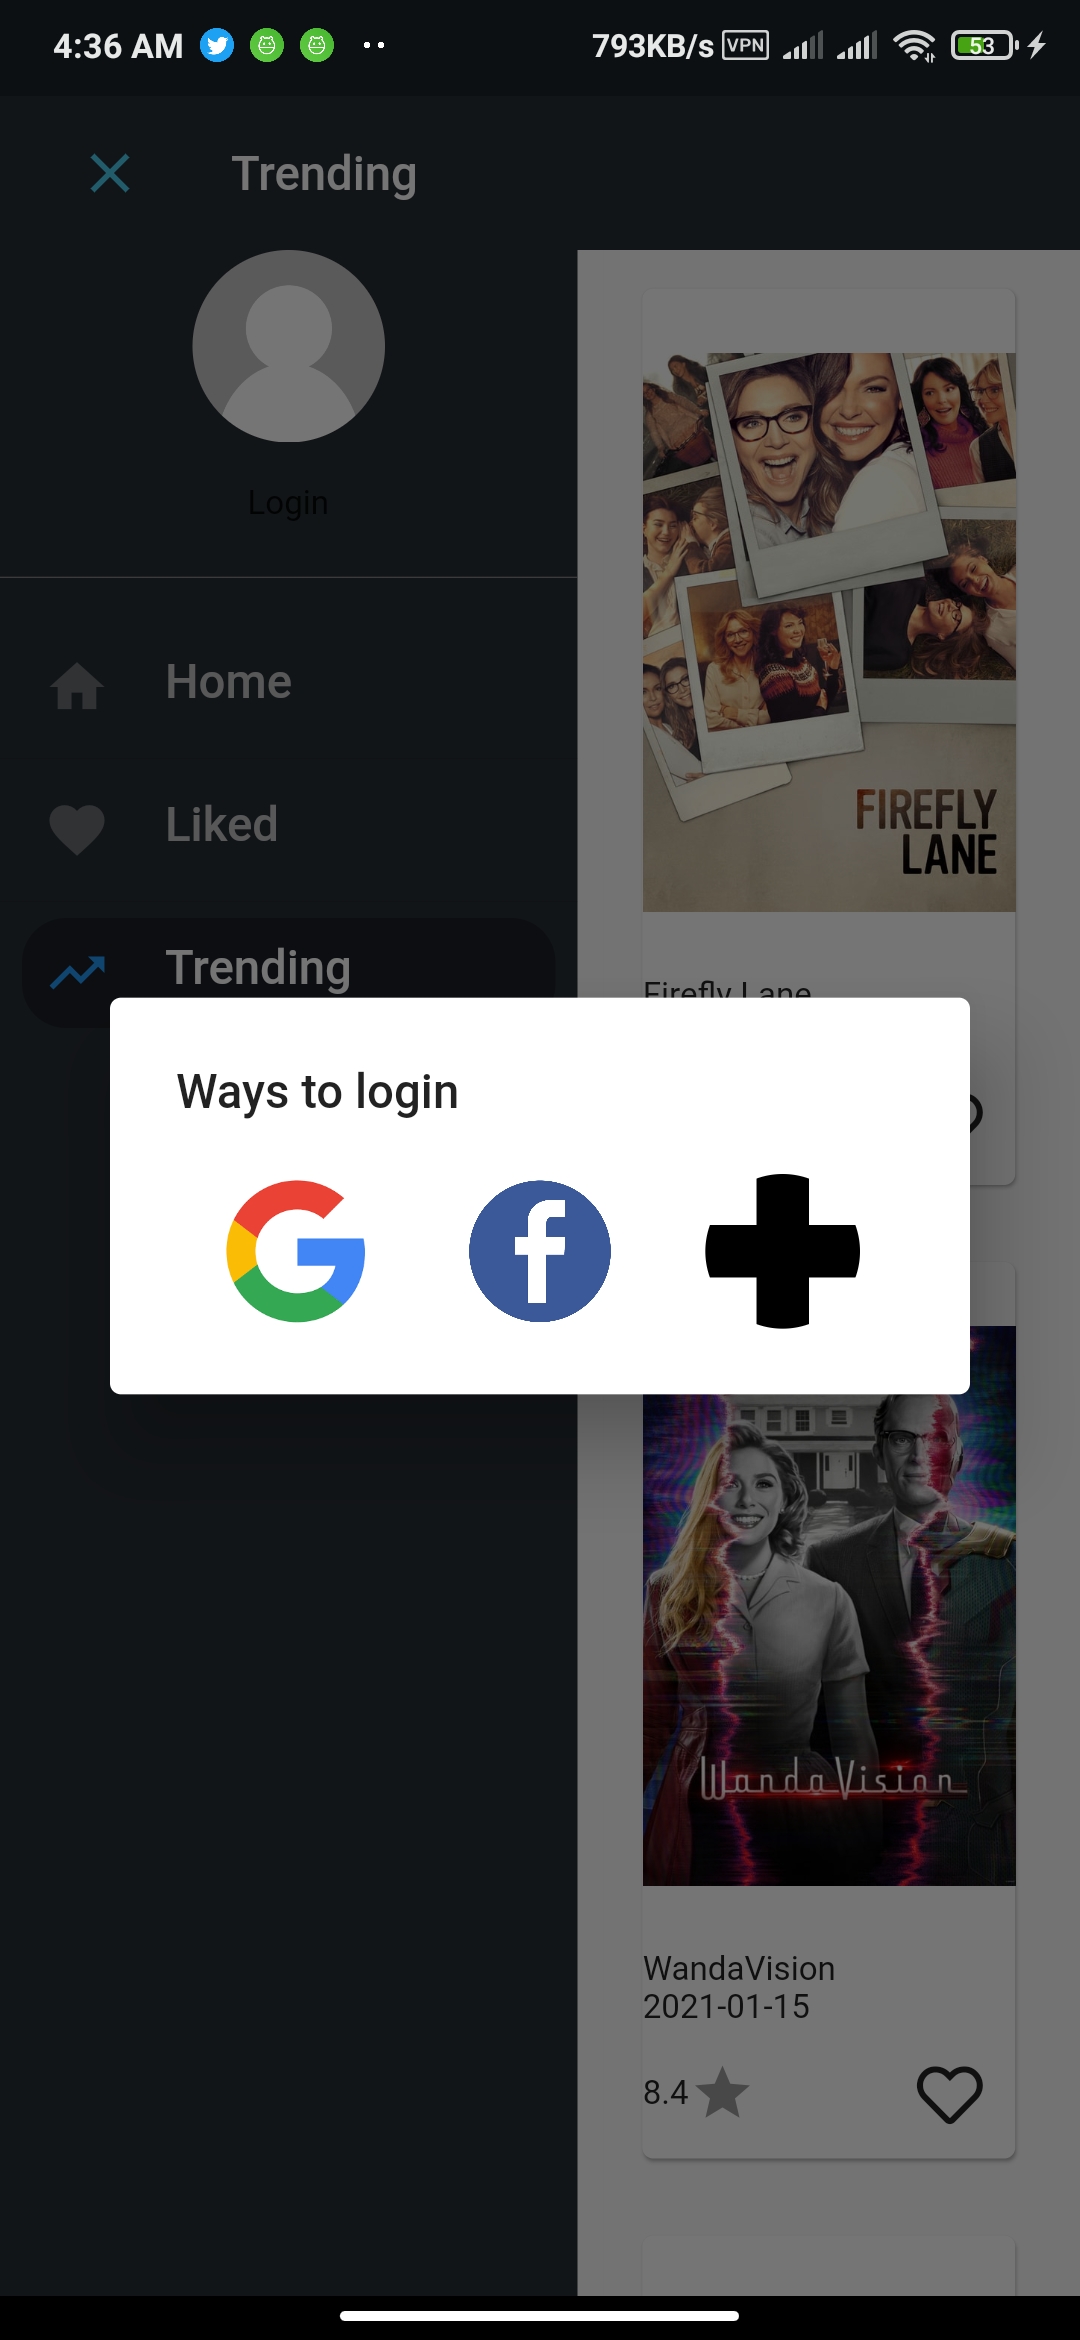 4:36 AM
793KB/s VPN 53
Trending
Login
Home
Liked
Trending
FIREFLY
LANE
Firefly Lane
Ways to login
WandaVision
WandaVision
2021-01-15
8.4